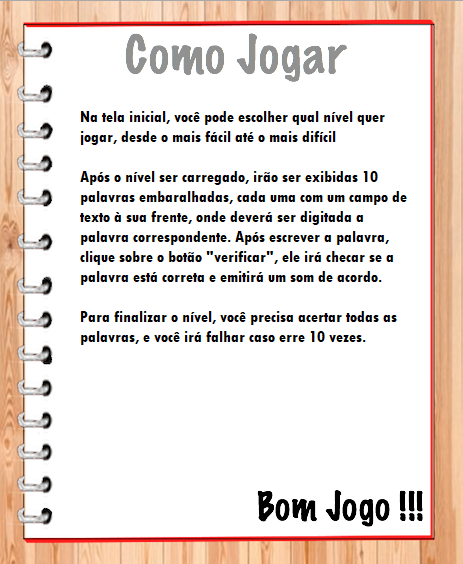 Como Jogar
Na tela inicial, você pode escolher qual nível quer
jogar, desde o mais fácil até o mais difícil
Após o nível ser carregado, irão ser exibidas 10
palavras embaralhadas, cada uma com um campo de
texto à sua frente, onde deverá ser digitada a
palavra correspondente. Após escrever a palavra,
clique sobre o botão "verificar", ele irá checar se a
palavra está correta e emitirá um som de acordo.
Para finalizar o nível, você precisa acertar todas as
palavras, e você irá falhar caso erre 10 vezes.
Bom Jogo !!!